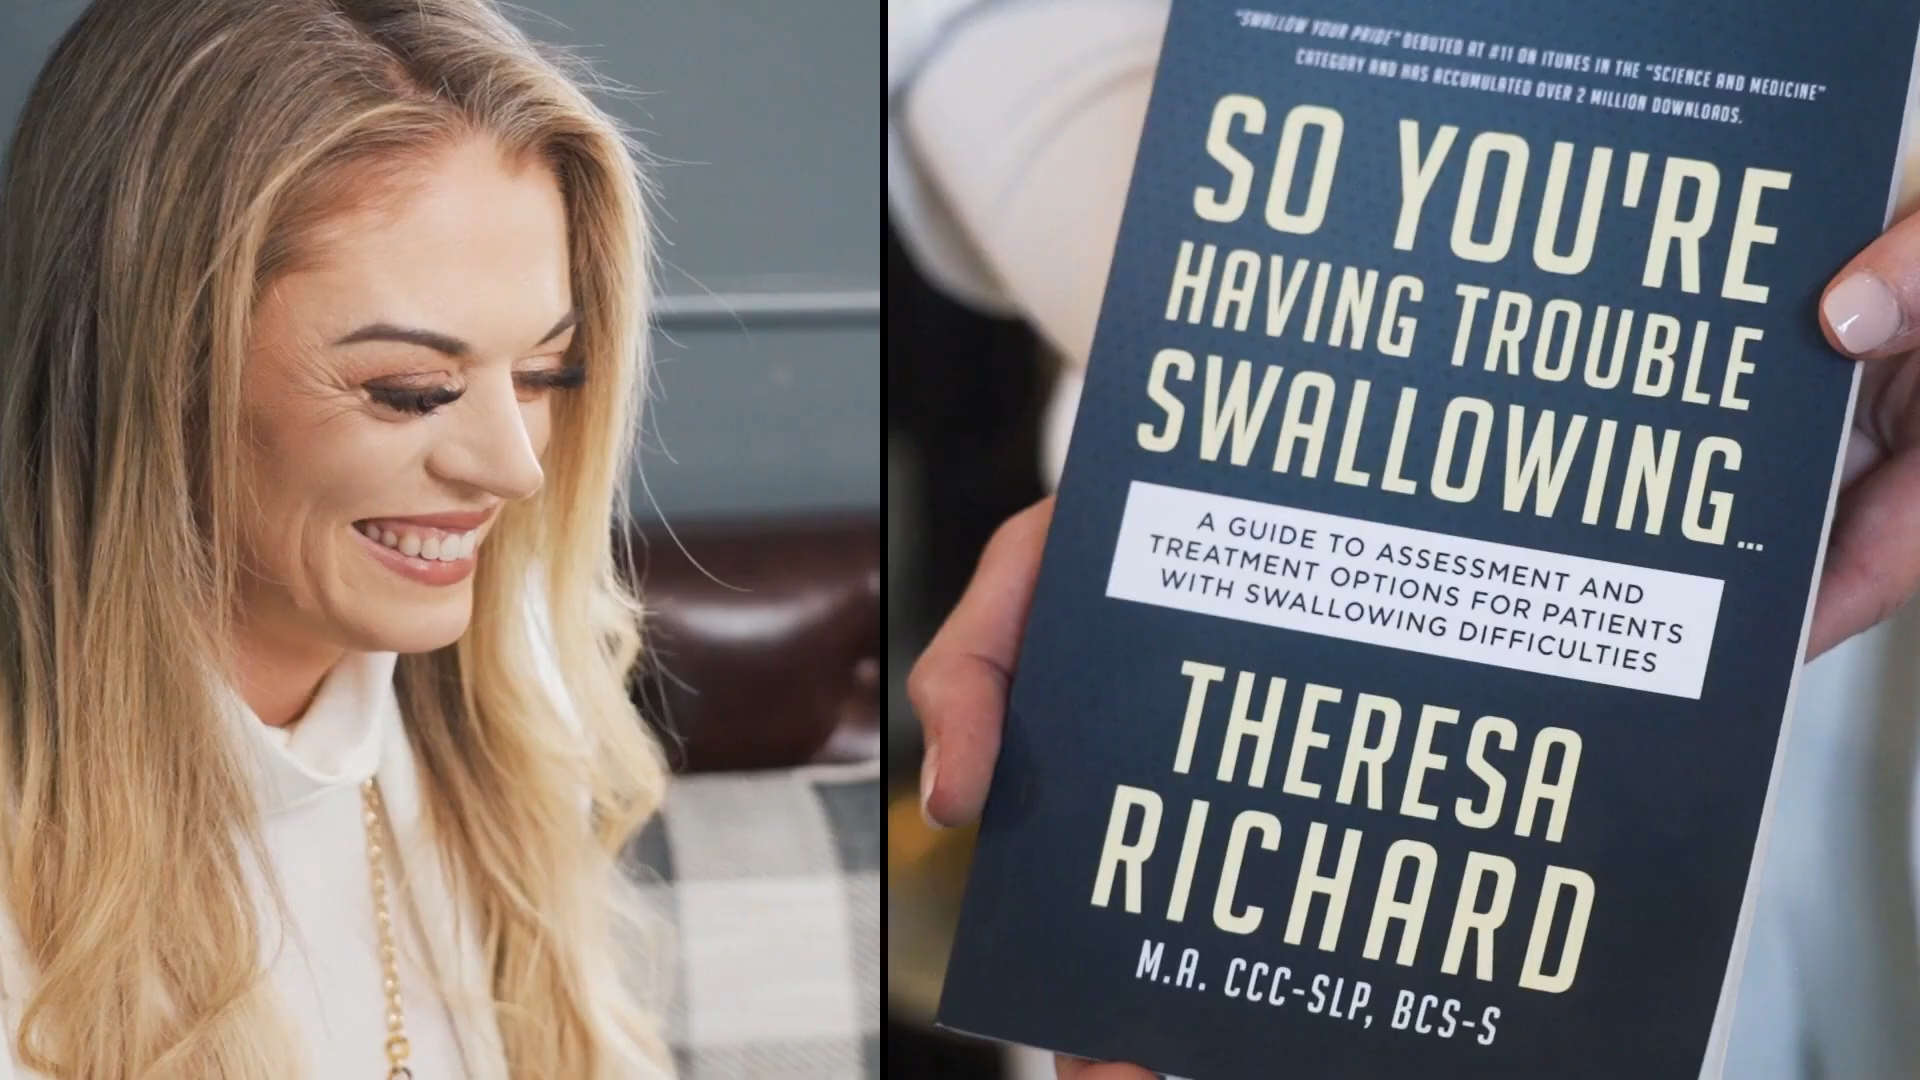 "SWALLOW YOUR PRIDE" DEBUTED AT #11 ON ITUNES IN THE "SCIENCE AND MEDICINE"
CATEGORY AND HAS ACCUMULATED OVER 2 MILLION DOWNLOADS.
SO YOU'RE
HAVING TROUBLE
SWALLOWING...
A GUIDE TO ASSESSMENT AND
TREATMENT OPTIONS FOR PATIENTS
WITH SWALLOWING DIFFICULTIES
THERESA
RICHARD
M.A. CCC-SLP, BCS-S